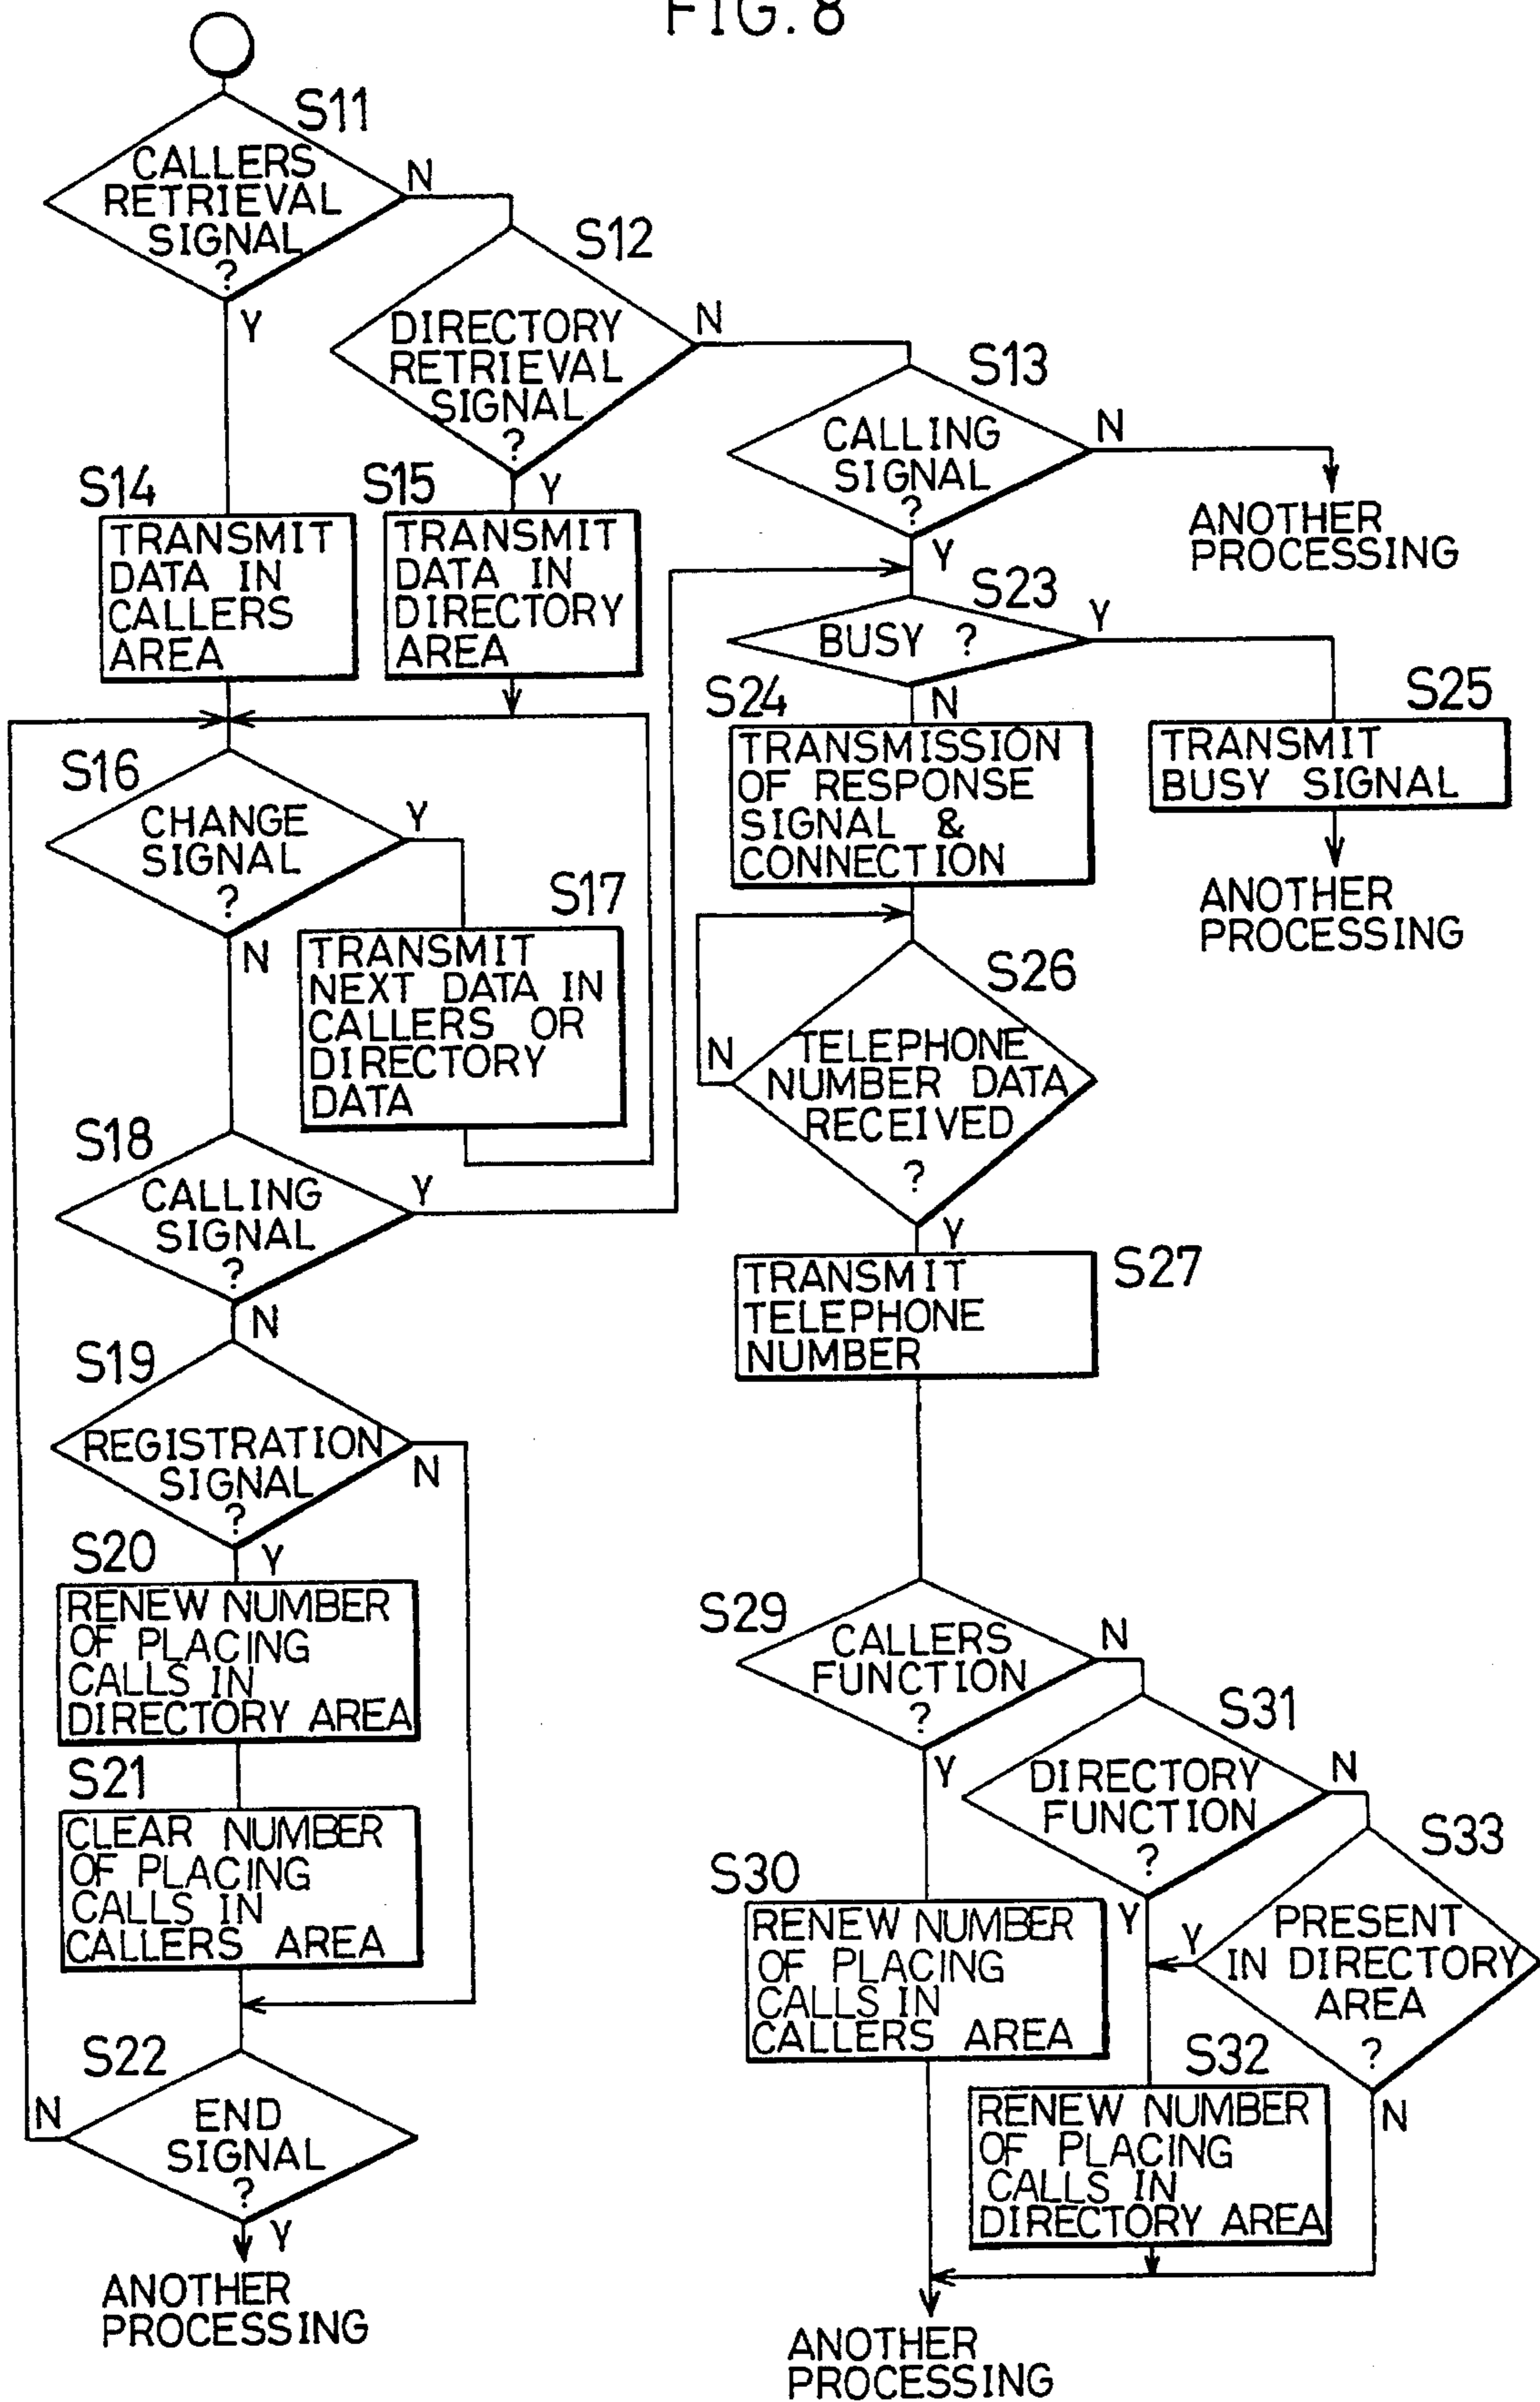 FIG. 8
S11
CALLERS
RETRIEVAL
SIGNAL
?
N
Y
S12
DIRECTORY
RETRIEVAL
SIGNAL
?
N
Y
S13
CALLING
SIGNAL
?
N
Y
ANOTHER
PROCESSING
S14
TRANSMIT
DATA IN
CALLERS
AREA
S15
TRANSMIT
DATA IN
DIRECTORY
AREA
S16
CHANGE
SIGNAL
?
Y
N
S17
TRANSMIT
NEXT DATA IN
CALLERS OR
DIRECTORY
DATA
S18
CALLING
SIGNAL
?
Y
N
S19
REGISTRATION
SIGNAL
?
N
Y
S20
RENEW NUMBER
OF PLACING
CALLS IN
DIRECTORY AREA
S21
CLEAR NUMBER
OF PLACING
CALLS IN
CALLERS AREA
S22
END
SIGNAL
?
N
Y
ANOTHER
PROCESSING
S23
BUSY ?
Y
N
S24
TRANSMISSION
OF RESPONSE
SIGNAL &
CONNECTION
S25
TRANSMIT
BUSY SIGNAL
ANOTHER
PROCESSING
S26
TELEPHONE
NUMBER DATA
RECEIVED
?
N
Y
S27
TRANSMIT
TELEPHONE
NUMBER
S29
CALLERS
FUNCTION
?
N
Y
S30
RENEW NUMBER
OF PLACING
CALLS IN
CALLERS AREA
S31
DIRECTORY
FUNCTION
?
N
Y
S33
PRESENT
IN DIRECTORY
AREA
?
Y
N
S32
RENEW NUMBER
OF PLACING
CALLS IN
DIRECTORY AREA
ANOTHER
PROCESSING